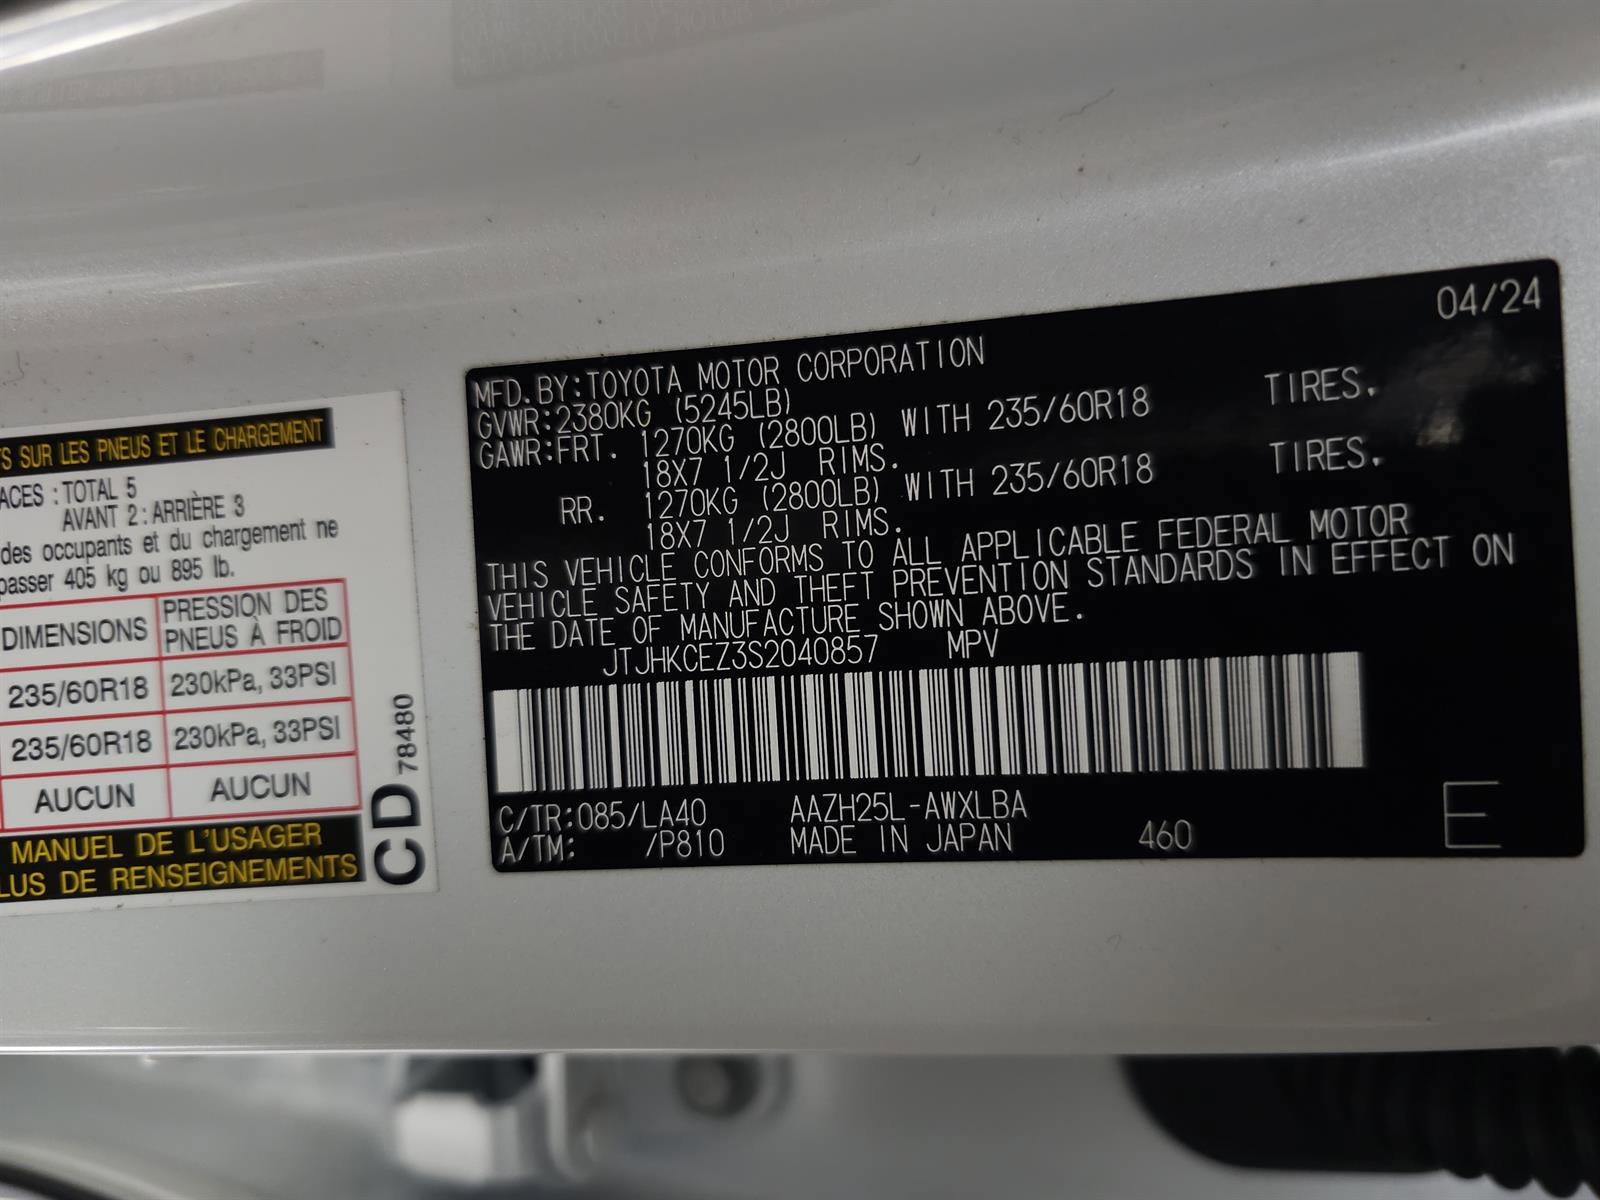 TS SUR LES PNEUS ET LE CHARGEMENT
ACES : TOTAL 5
AVANT 2 : ARRIÈRE 3
des occupants et du chargement ne
passer 405 kg ou 895 lb.
DIMENSIONS PRESSION DES PNEUS À FROID
235/60R18 230kPa, 33PSI
235/60R18 230kPa, 33PSI
AUCUN AUCUN
MANUEL DE L'USAGER
LUS DE RENSEIGNEMENTS
CD 78480
04/24
MFD.BY:TOYOTA MOTOR CORPORATION
GVWR:2380KG (5245LB)
GAWR:FRT. 1270KG (2800LB) WITH 235/60R18 TIRES.
18X7 1/2J RIMS.
RR. 1270KG (2800LB) WITH 235/60R18 TIRES.
18X7 1/2J RIMS.
THIS VEHICLE CONFORMS TO ALL APPLICABLE FEDERAL MOTOR
VEHICLE SAFETY AND THEFT PREVENTION STANDARDS IN EFFECT ON
THE DATE OF MANUFACTURE SHOWN ABOVE.
JTJHKCEZ3S2040857 MPV
C/TR:085/LA40 AAZH25L-AWXLBA
A/TM: /P810 MADE IN JAPAN 460 E